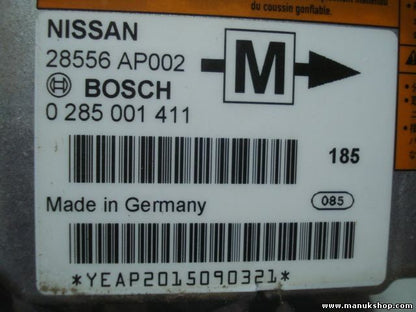 du coussin gonflable.
NISSAN
28556 AP002
M
BOSCH
0 285 001 411
185
Made in Germany
085
*YEAP2015090321*
www.manukshop.com